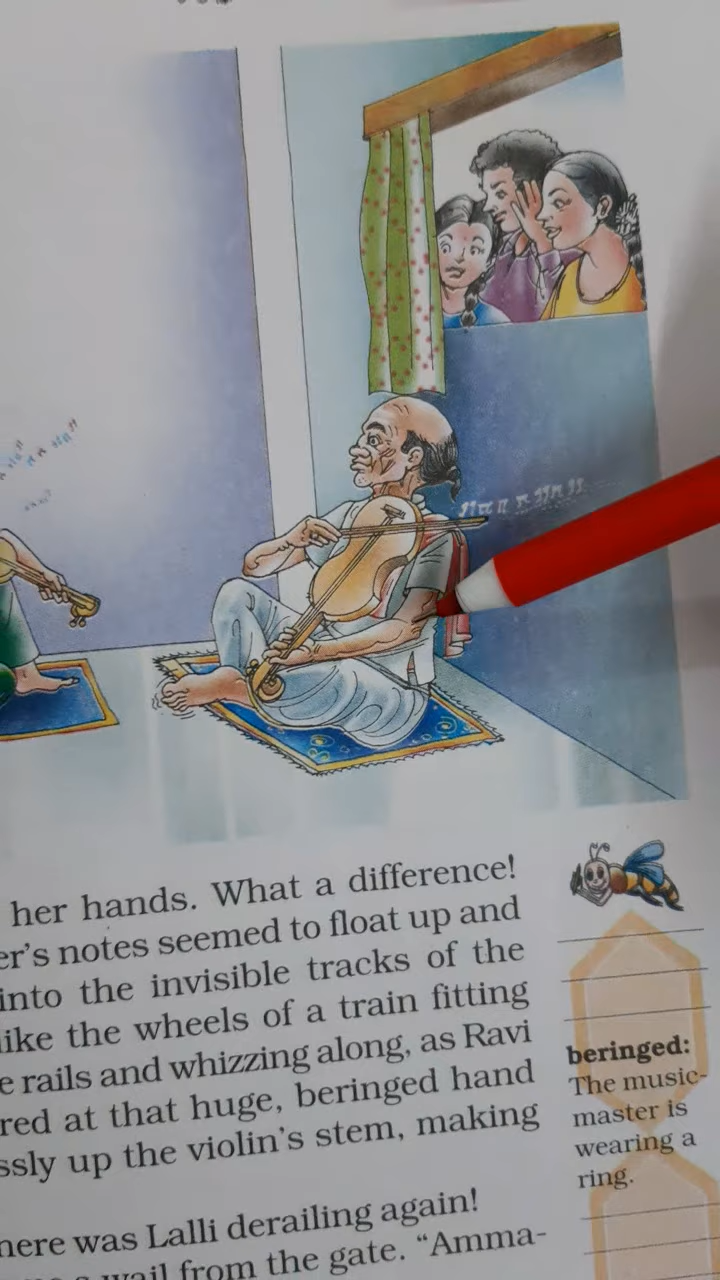 her hands. What a difference!
er's notes seemed to float up and
into the invisible tracks of the
like the wheels of a train fitting
e rails and whizzing along, as Ravi
red at that huge, beringed hand
ssly up the violin's stem, making
here was Lalli derailing again!
wail from the gate. "Amma-
beringed:
The music-
master is
wearing a
ring.